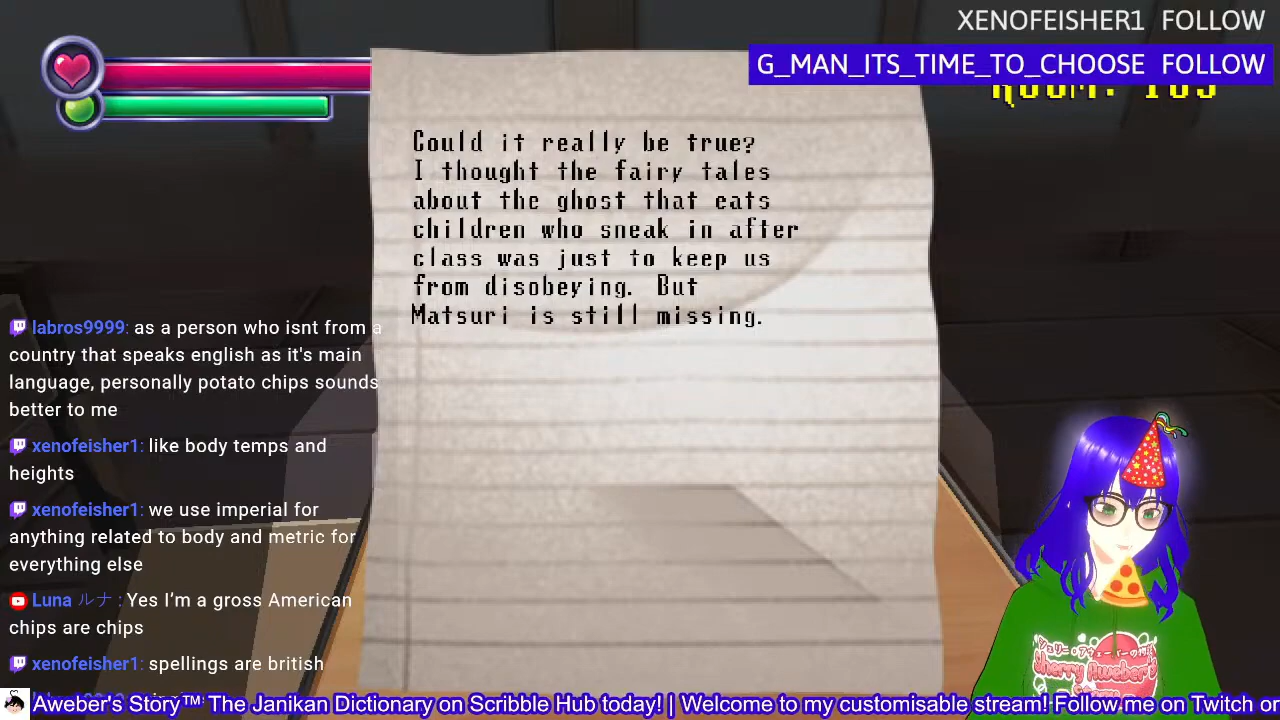 XENOFEISHER1 FOLLOW
G_MAN_ITS_TIME_TO_CHOOSE FOLLOW
Could it really be true?
I thought the fairy tales
about the ghost that eats
children who sneak in after
class was just to keep us
from disobeying. But
Matsuri is still missing.
labros9999: as a person who isnt from a
country that speaks english as it's main
language, personally potato chips sounds
better to me
xenofeisher1: like body temps and
heights
xenofeisher1: we use imperial for
anything related to body and metric for
everything else
Luna ルナ : Yes I’m a gross American
chips are chips
xenofeisher1: spellings are british
Sherry Aweber's
Aweber's Story™ The Janikan Dictionary on Scribble Hub today! | Welcome to my customisable stream! Follow me on Twitch or